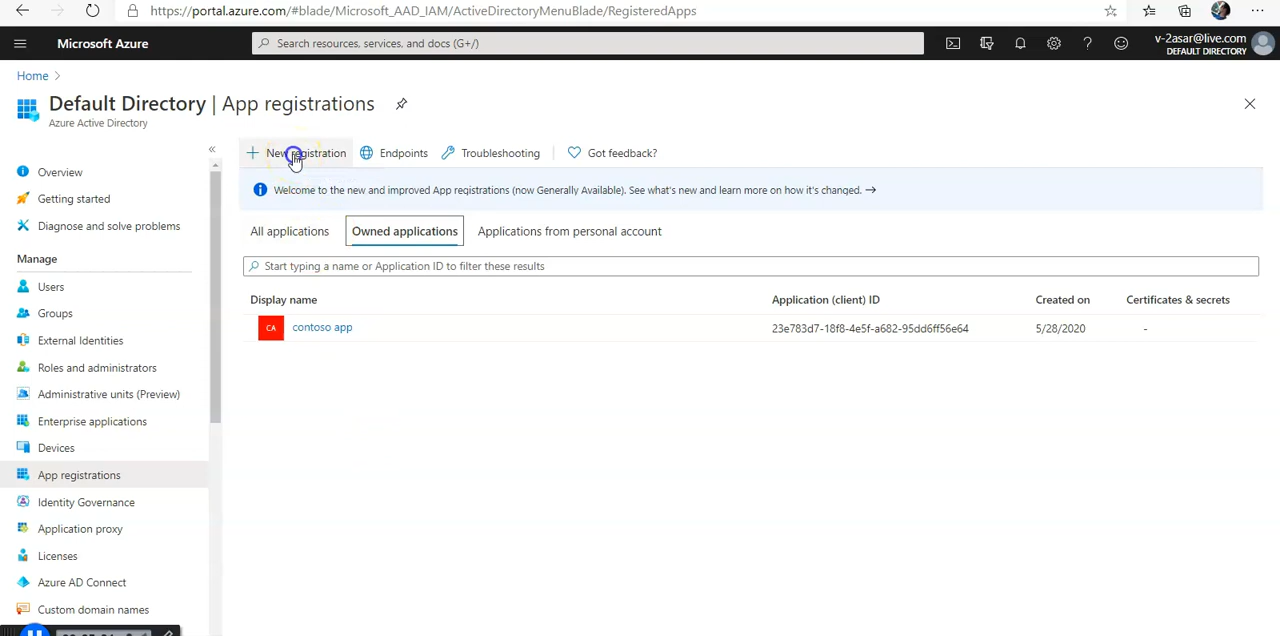 https://portal.azure.com/#blade/Microsoft_AAD_IAM/ActiveDirectoryMenuBlade/RegisteredApps
Microsoft Azure
Search resources, services, and docs (G+/)
v-2asar@live.com
DEFAULT DIRECTORY
Home
Default Directory | App registrations
Azure Active Directory
New registration
Endpoints
Troubleshooting
Got feedback?
Welcome to the new and improved App registrations (now Generally Available). See what's new and learn more on how it's changed. →
All applications
Owned applications
Applications from personal account
Start typing a name or Application ID to filter these results
Display name
Application (client) ID
Created on
Certificates & secrets
CA
contoso app
23e783d7-18f8-4e5f-a682-95dd6ff56e64
5/28/2020
-
Overview
Getting started
Diagnose and solve problems
Manage
Users
Groups
External Identities
Roles and administrators
Administrative units (Preview)
Enterprise applications
Devices
App registrations
Identity Governance
Application proxy
Licenses
Azure AD Connect
Custom domain names